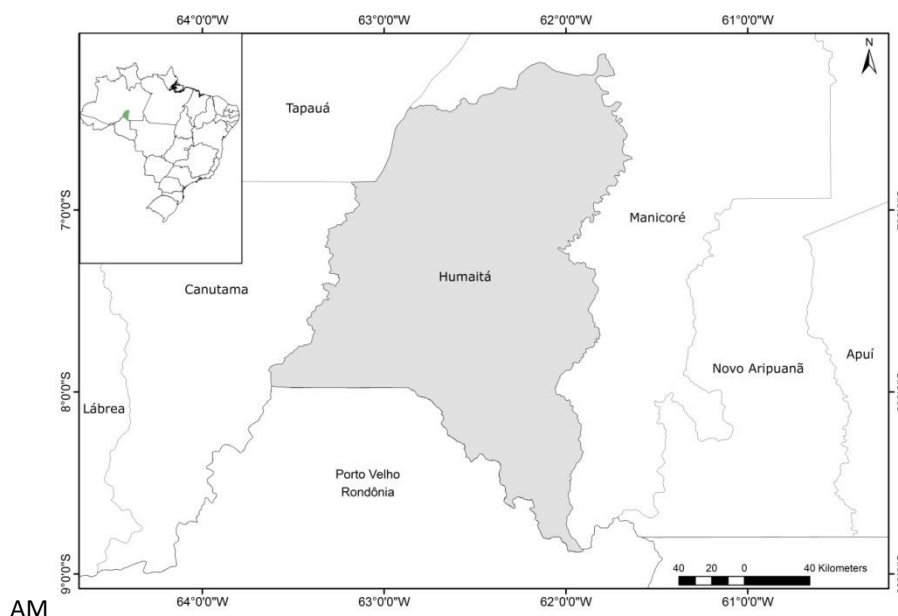 64°0'0"W 63°0'0"W 62°0'0"W 61°0'0"W
N
Tapauá
7°0'0"S
Manicoré
Humaitá
Canutama
Novo Aripuanã
Apuí
8°0'0"S
Lábrea
Porto Velho
Rondônia
40 20 0 40 Kilometers
9°0'0"S
64°0'0"W 63°0'0"W 62°0'0"W 61°0'0"W
AM